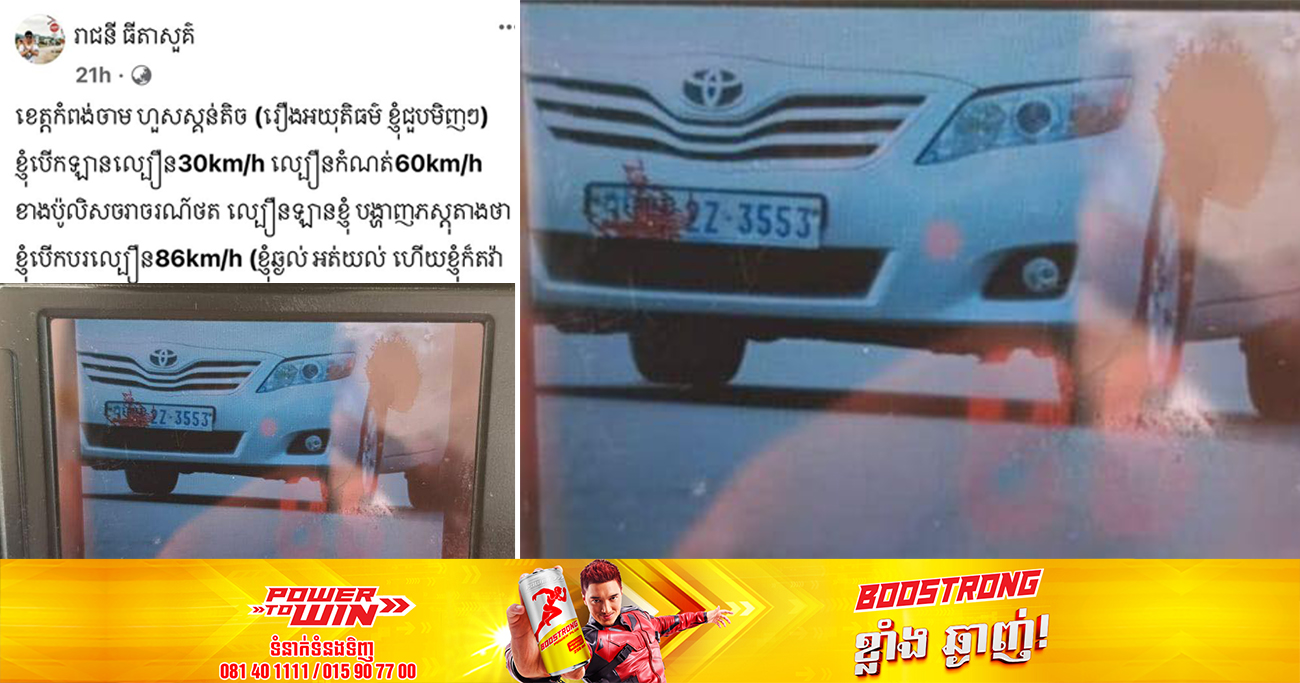 រាជនី ធីតាសួគ៌
21h ·
ខេត្តកំពង់ចាម ហួសស្គន់តិច (រឿងអយុតិធម៌ ខ្ញុំជួបមិញៗ)
ខ្ញុំបើកឡានល្បឿន30km/h ល្បឿនកំណត់60km/h
ខាងប៉ូលិសចរាចរណ៍ថត ល្បឿនឡានខ្ញុំ បង្ហាញភស្តុតាងថា
ខ្ញុំបើកបរល្បឿន86km/h (ខ្ញុំឆ្ងល់ អត់យល់ ហើយខ្ញុំក៏តវ៉ា
2Z-3553
2Z-3553
POWER
TO WIN
ទំនាក់ទំនងទិញ
081 40 1111 / 015 90 77 00
BOOSTRONG
BOOSTRONG
ខ្លាំង ឆ្ងាញ់!